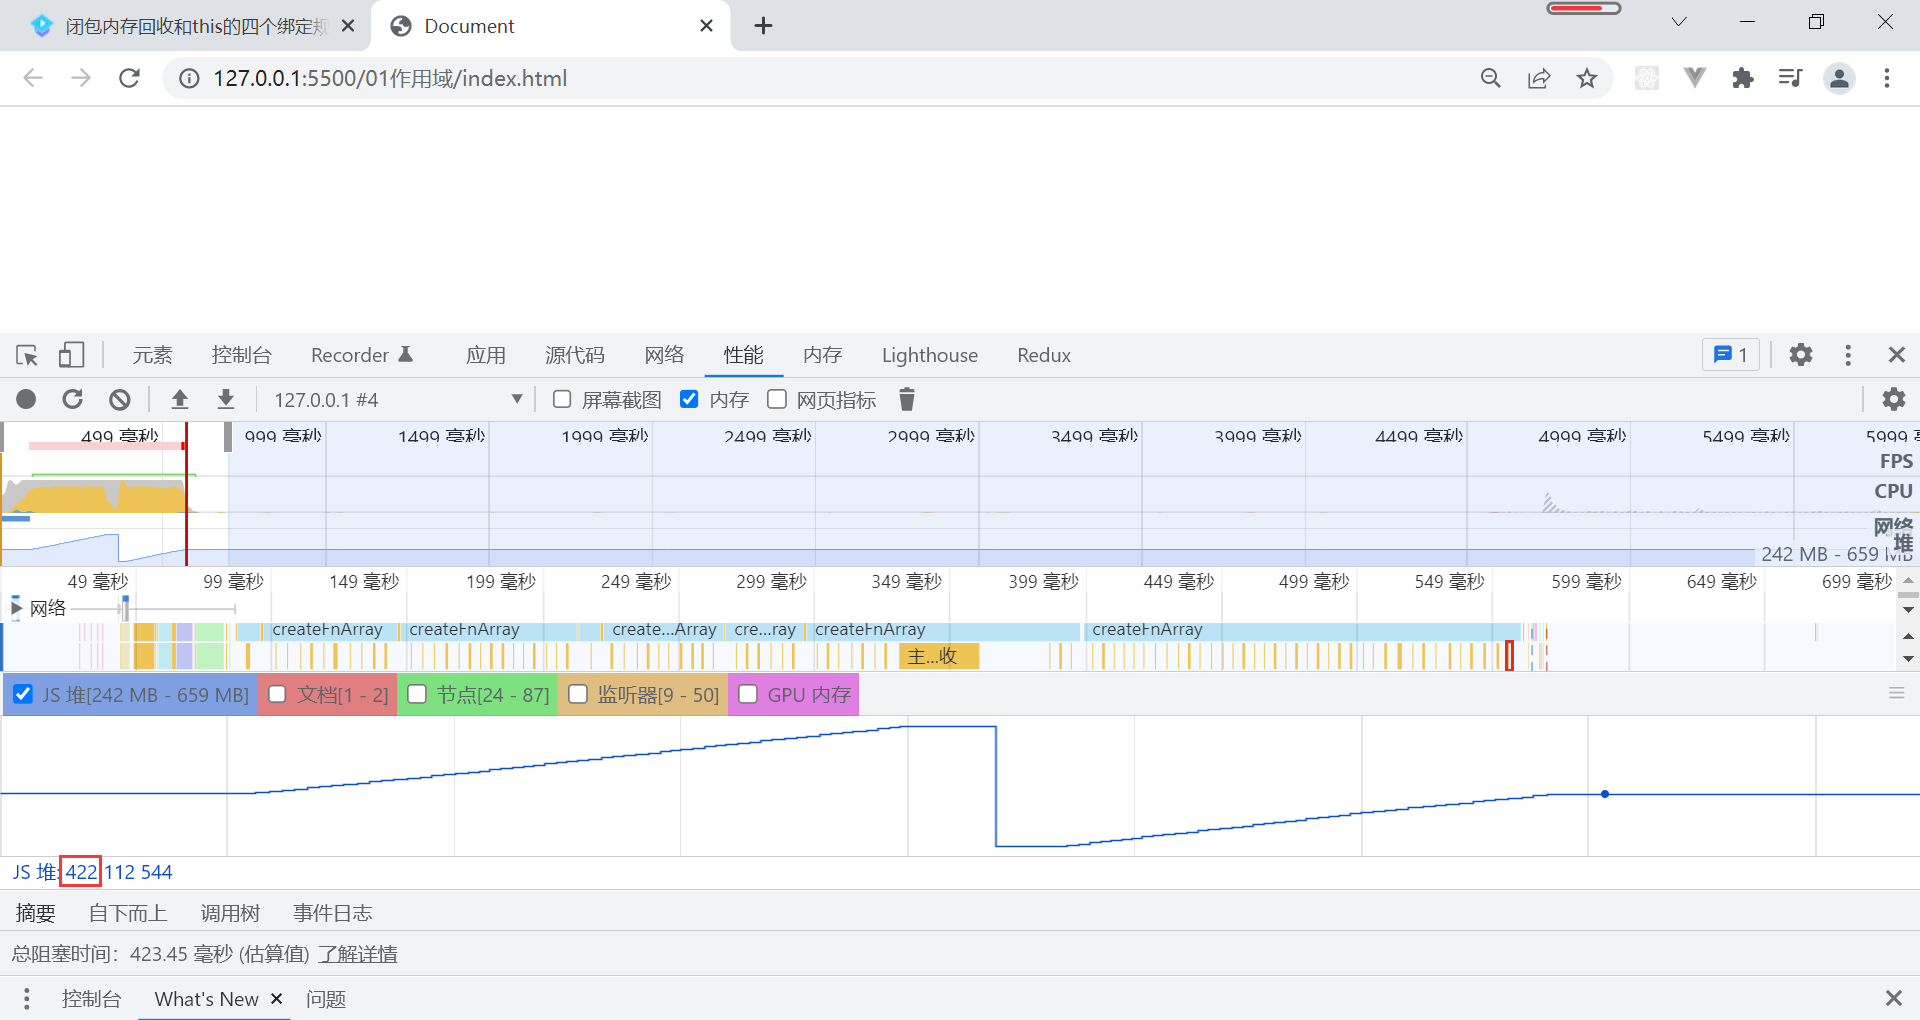 闭包内存回收和this的四个绑定规
Document
127.0.0.1:5500/01作用域/index.html
元素 控制台 Recorder 应用 源代码 网络 性能 内存 Lighthouse Redux 1
127.0.0.1 #4 屏幕截图 内存 网页指标
499 毫秒 999 毫秒 1499 毫秒 1999 毫秒 2499 毫秒 2999 毫秒 3499 毫秒 3999 毫秒 4499 毫秒 4999 毫秒 5499 毫秒 5999
FPS
CPU
网络
堆
242 MB - 659 MB
49 毫秒 99 毫秒 149 毫秒 199 毫秒 249 毫秒 299 毫秒 349 毫秒 399 毫秒 449 毫秒 499 毫秒 549 毫秒 599 毫秒 649 毫秒 699 毫秒
网络
createFnArray createFnArray create...Array cre...ray createFnArray createFnArray
主...收
JS 堆[242 MB - 659 MB] 文档[1 - 2] 节点[24 - 87] 监听器[9 - 50] GPU 内存
JS 堆: 422 112 544
摘要 自下而上 调用树 事件日志
总阻塞时间：423.45 毫秒 (估算值) 了解详情
控制台 What's New 问题